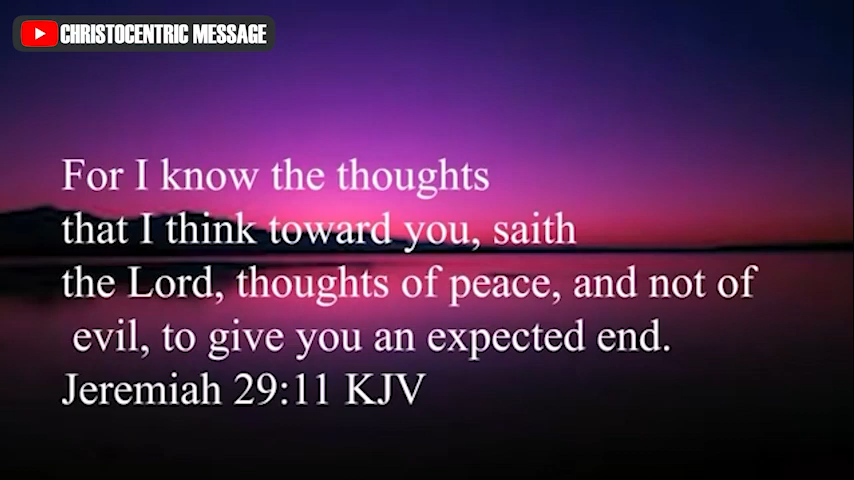 CHRISTOCENTRIC MESSAGE
For I know the thoughts
that I think toward you, saith
the Lord, thoughts of peace, and not of
evil, to give you an expected end.
Jeremiah 29:11 KJV